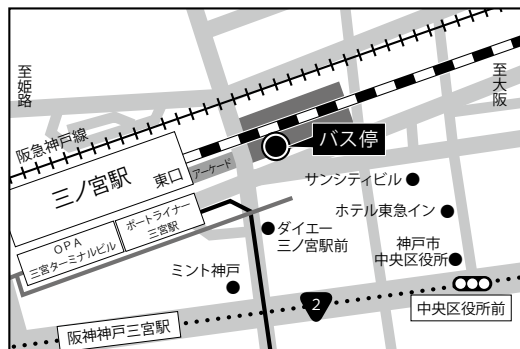 至姫路
至大阪
阪急神戸線
バス停
三ノ宮駅
東口
アーケード
サンシティビル
ホテル東急イン
OPA
三宮ターミナルビル
ポートライナー
三宮駅
ダイエー
三ノ宮駅前
神戸市
中央区役所
ミント神戸
2
中央区役所前
阪神神戸三宮駅